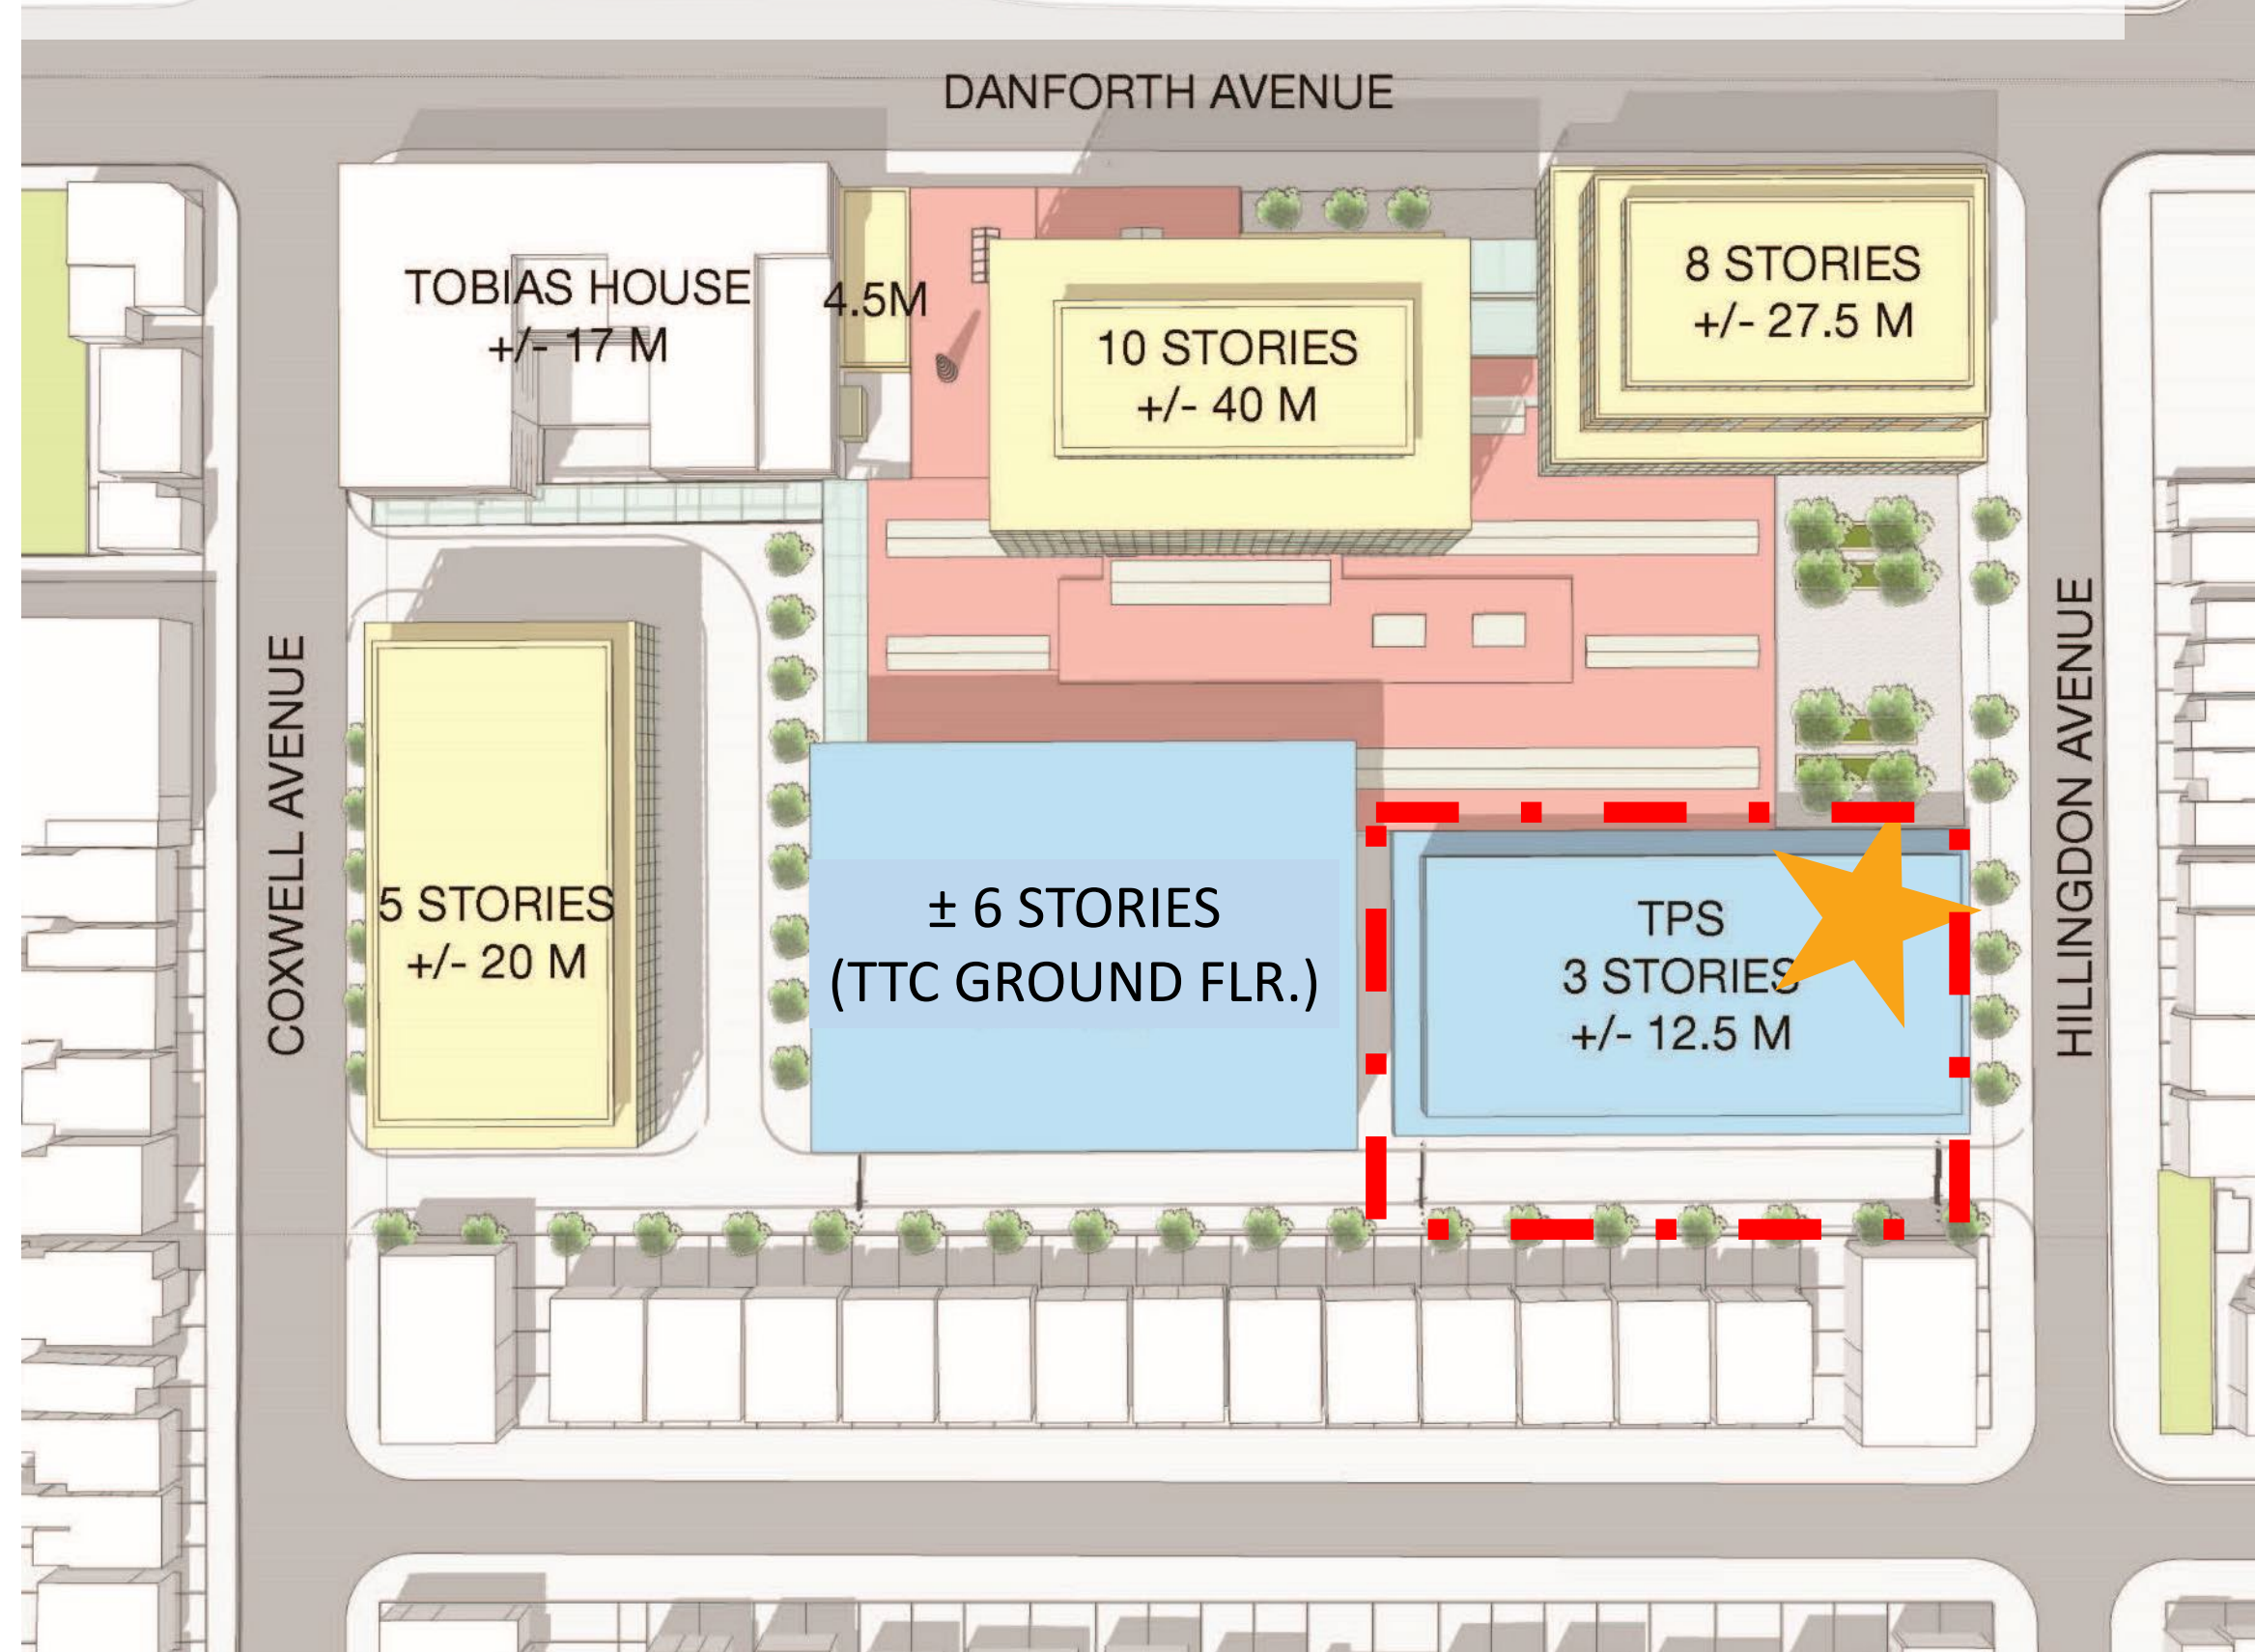 DANFORTH AVENUE
TOBIAS HOUSE
+/- 17 M
4.5M
10 STORIES
+/- 40 M
8 STORIES
+/- 27.5 M
COXWELL AVENUE
HILLINGDON AVENUE
5 STORIES
+/- 20 M
± 6 STORIES
(TTC GROUND FLR.)
TPS
3 STORIES
+/- 12.5 M